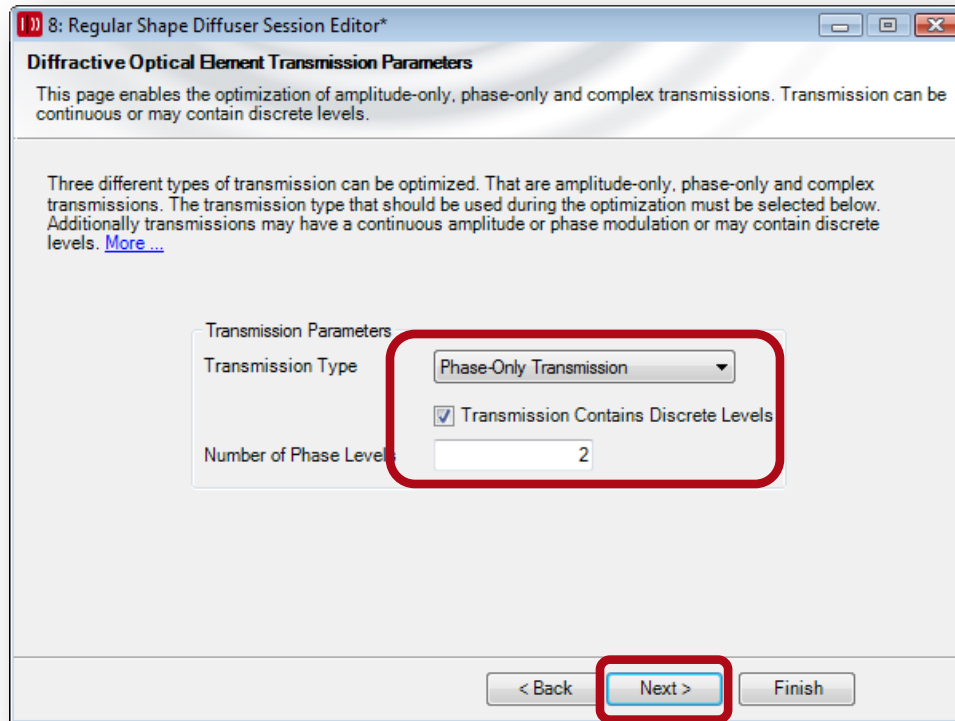 8: Regular Shape Diffuser Session Editor*
Diffractive Optical Element Transmission Parameters
This page enables the optimization of amplitude-only, phase-only and complex transmissions. Transmission can be
continuous or may contain discrete levels.
Three different types of transmission can be optimized. That are amplitude-only, phase-only and complex
transmissions. The transmission type that should be used during the optimization must be selected below.
Additionally transmissions may have a continuous amplitude or phase modulation or may contain discrete
levels. More ...
Transmission Parameters
Transmission Type Phase-Only Transmission
Transmission Contains Discrete Levels
Number of Phase Levels 2
< Back Next > Finish